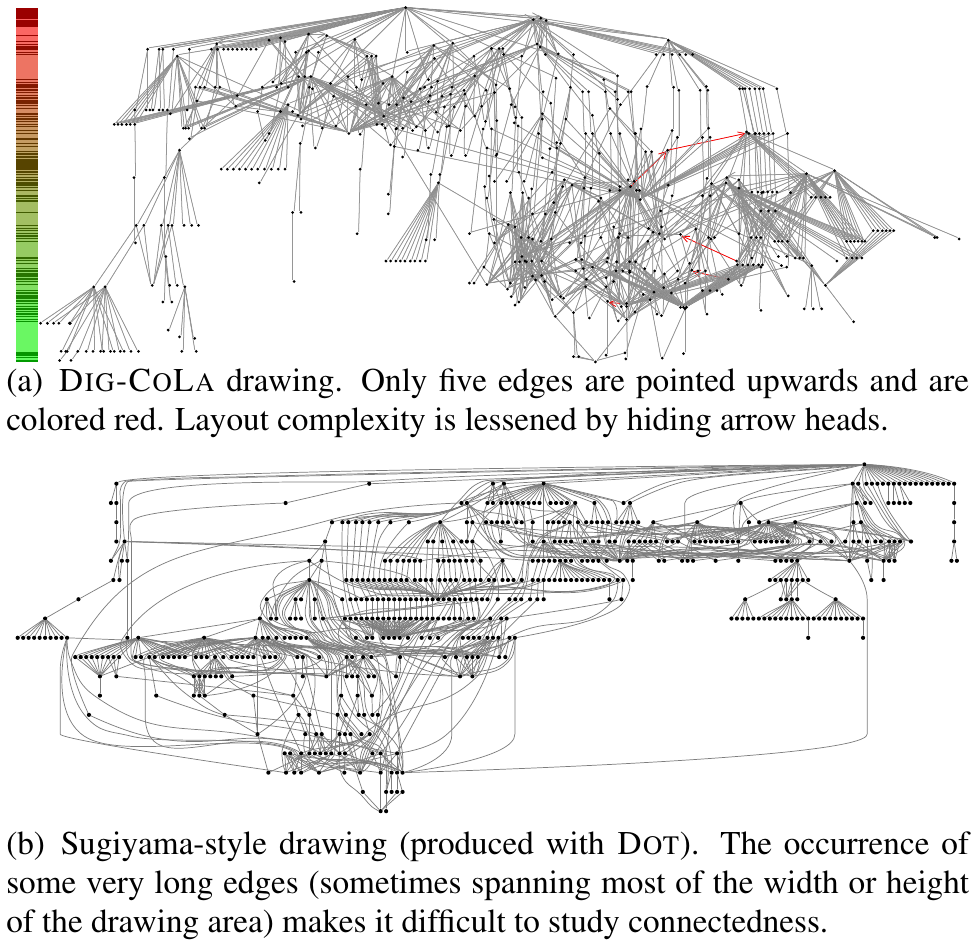 (a) DIG-COLA drawing. Only five edges are pointed upwards and are
colored red. Layout complexity is lessened by hiding arrow heads.
(b) Sugiyama-style drawing (produced with DOT). The occurrence of
some very long edges (sometimes spanning most of the width or height
of the drawing area) makes it difficult to study connectedness.